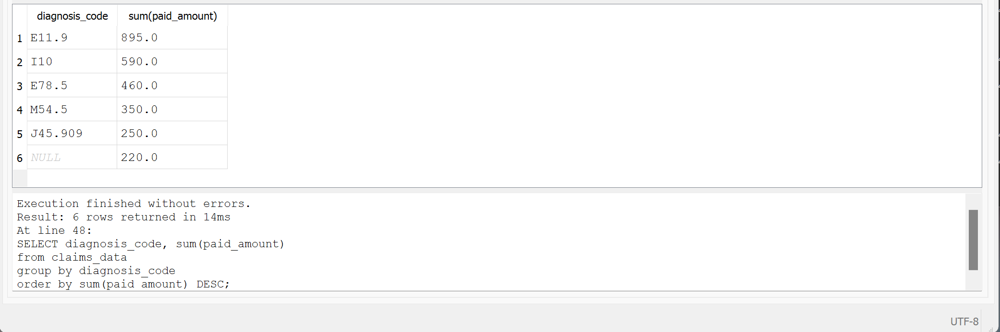 diagnosis_code sum(paid_amount)
1 E11.9 895.0
2 I10 590.0
3 E78.5 460.0
4 M54.5 350.0
5 J45.909 250.0
6 NULL 220.0
Execution finished without errors.
Result: 6 rows returned in 14ms
At line 48:
SELECT diagnosis_code, sum(paid_amount)
from claims_data
group by diagnosis_code
order by sum(paid_amount) DESC;
UTF-8